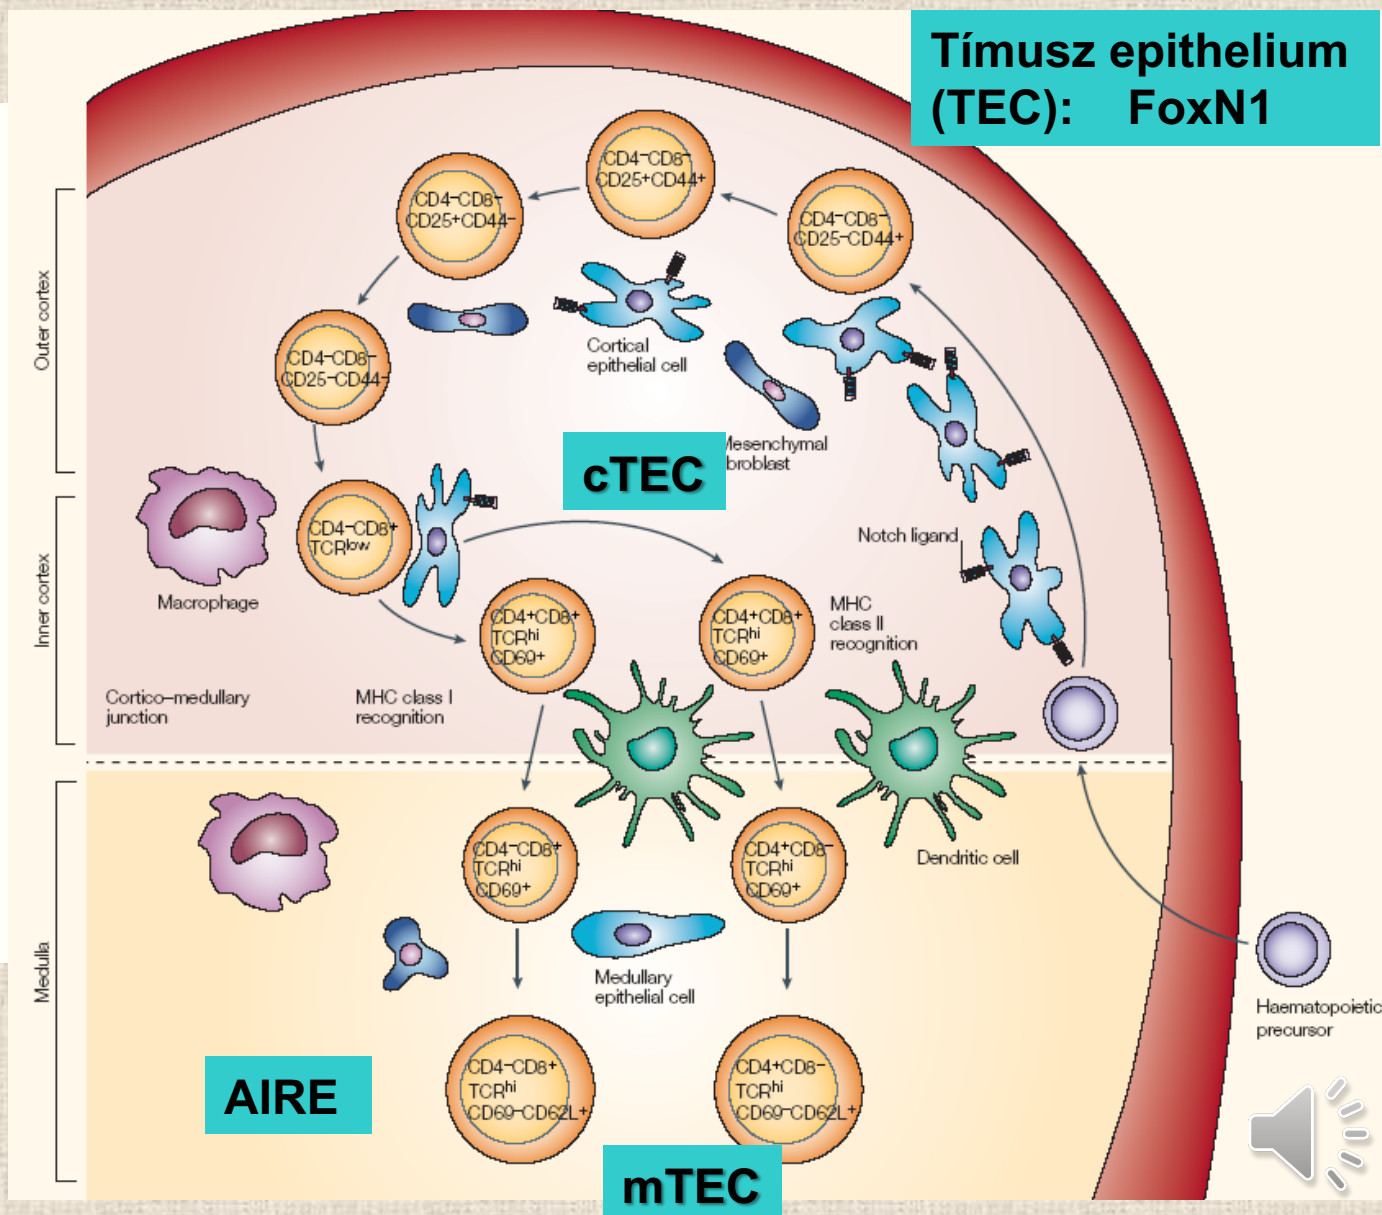 Tímusz epithelium
(TEC): FoxN1
CD4⁻CD8⁻
CD25⁺CD44⁺
CD4⁻CD8⁻
CD25⁺CD44⁻
CD4⁻CD8⁻
CD25⁻CD44⁺
Outer cortex
Cortical
epithelial cell
CD4⁻CD8⁻
CD25⁻CD44⁻
Mesenchymal
cTEC
CD4⁻CD8⁺
TCRˡᵒʷ
Notch ligand
Macrophage
Inner cortex
CD4⁺CD8⁺
TCRʰⁱ
CD69⁺
CD4⁺CD8⁺
TCRʰⁱ
CD69⁺
MHC
class II
recognition
Cortico–medullary
junction
MHC class I
recognition
CD4⁻CD8⁺
TCRʰⁱ
CD69⁺
CD4⁺CD8⁻
TCRʰⁱ
CD69⁺
Dendritic cell
Medulla
Medullary
epithelial cell
Haematopoietic
precursor
CD4⁻CD8⁺
TCRʰⁱ
CD69⁻CD62L⁺
CD4⁺CD8⁻
TCRʰⁱ
CD69⁻CD62L⁺
AIRE
mTEC